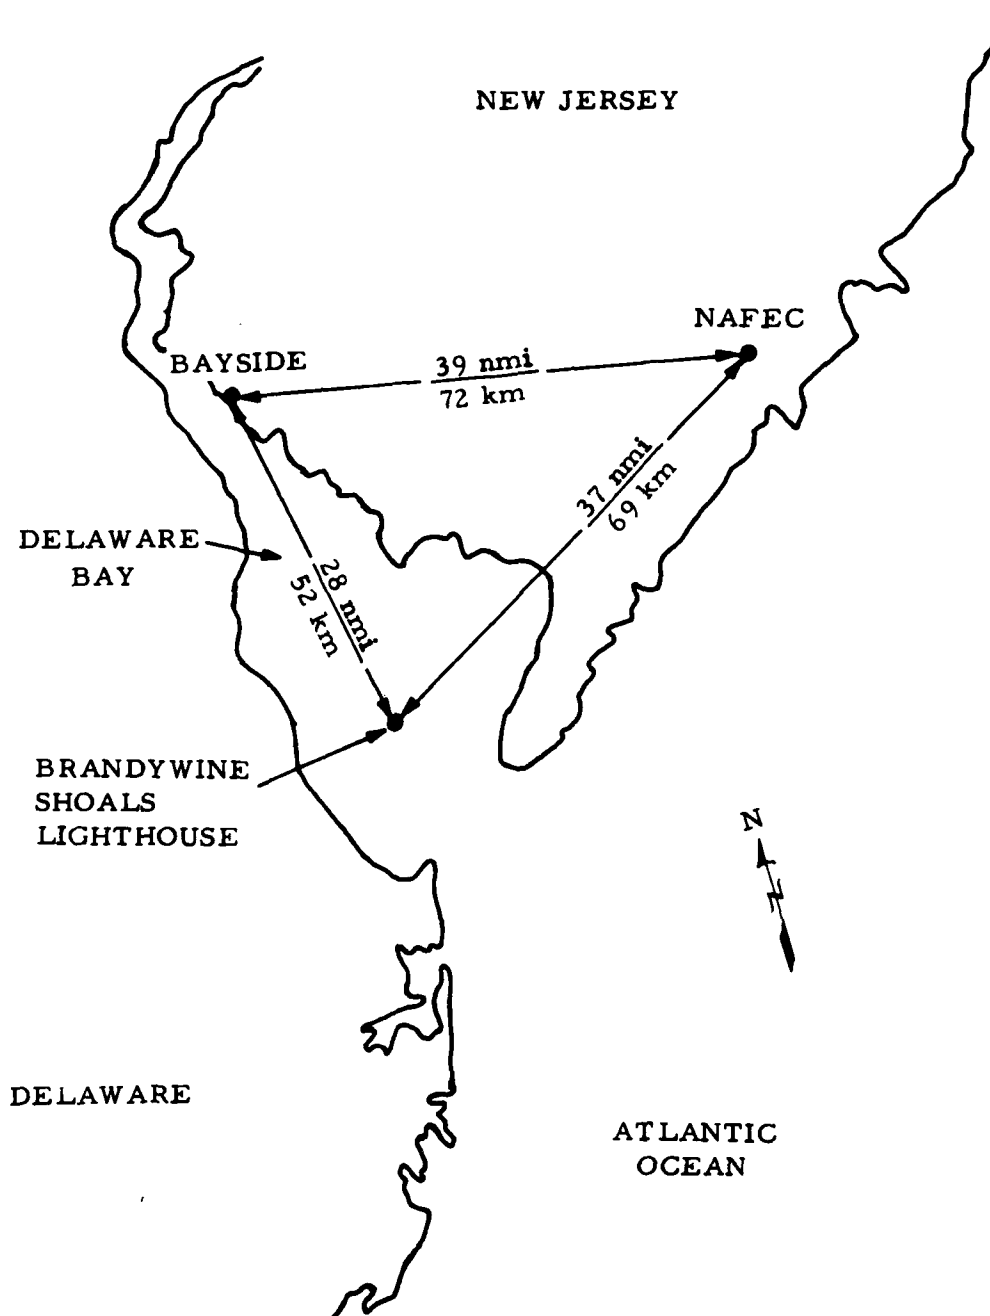 NEW JERSEY
NAFEC
BAYSIDE
39 nmi
72 km
37 nmi
69 km
DELAWARE
BAY
28 nmi
52 km
BRANDYWINE
SHOALS
LIGHTHOUSE
N
DELAWARE
ATLANTIC
OCEAN